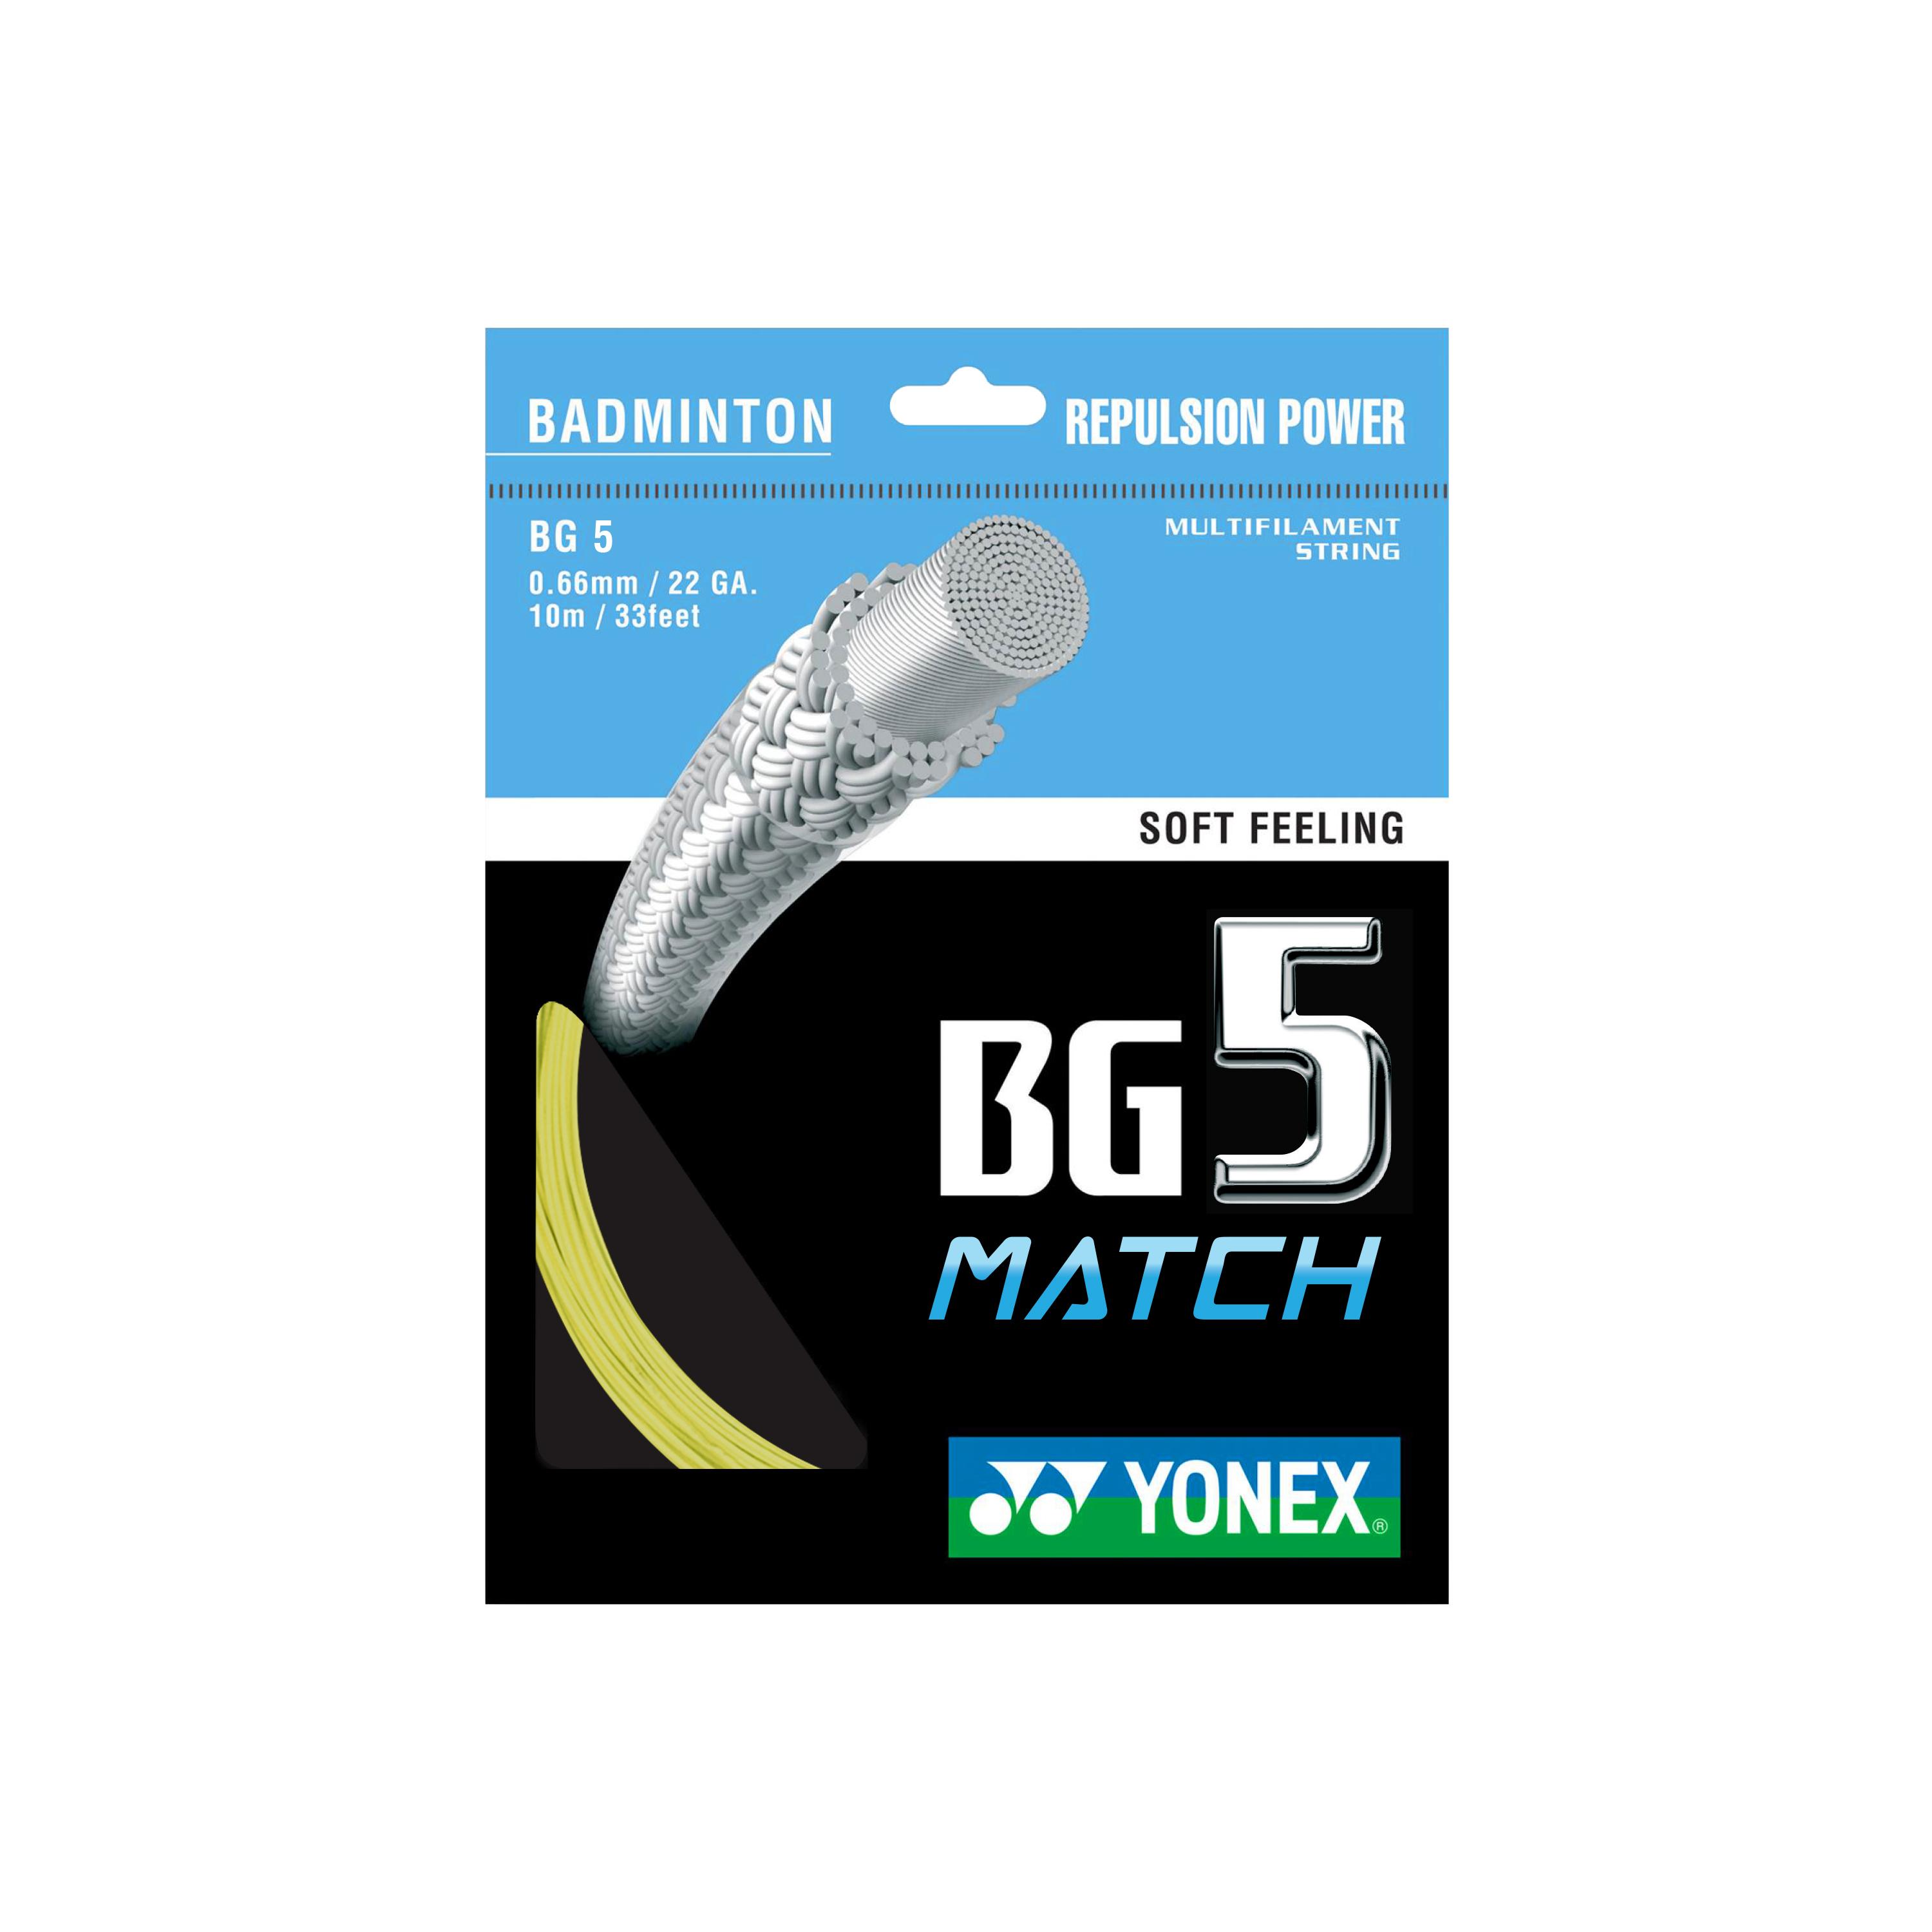 BADMINTON
REPULSION POWER
BG 5
0.66mm / 22 GA.
10m / 33feet
MULTIFILAMENT
STRING
SOFT FEELING
BG5
MATCH
YONEX®